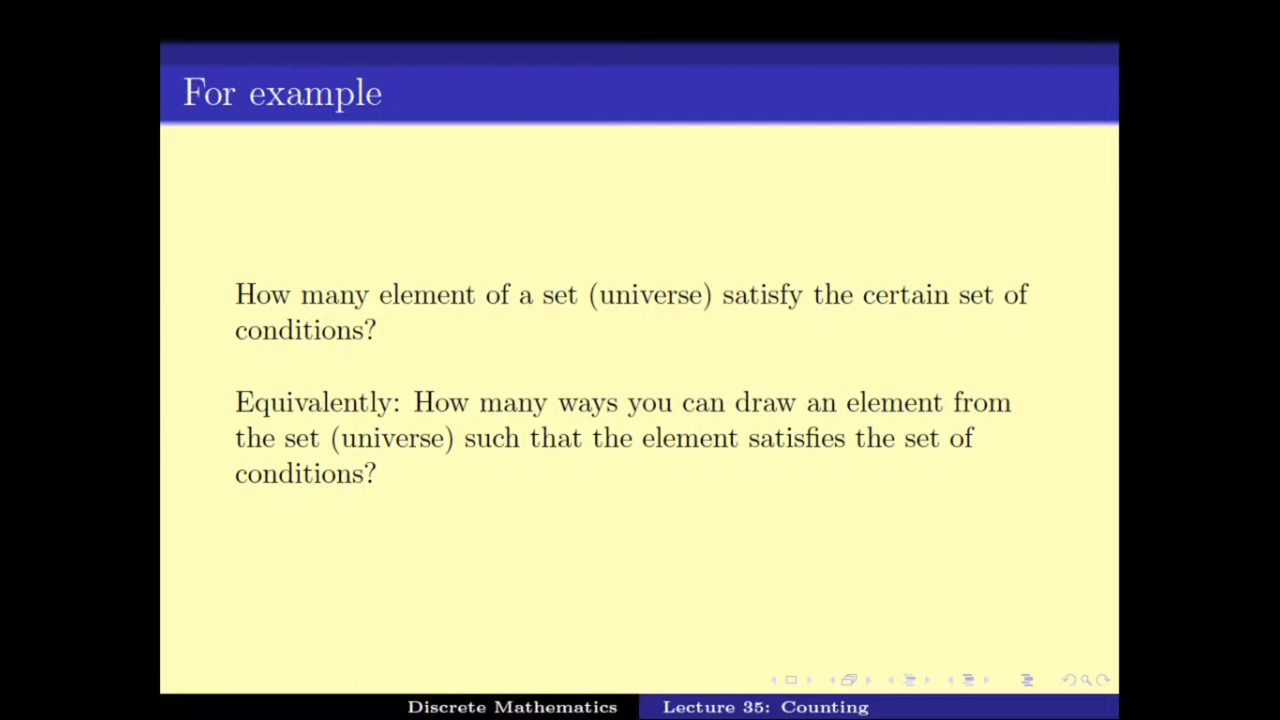 For example
How many element of a set (universe) satisfy the certain set of
conditions?
Equivalently: How many ways you can draw an element from
the set (universe) such that the element satisfies the set of
conditions?
Discrete Mathematics
Lecture 35: Counting